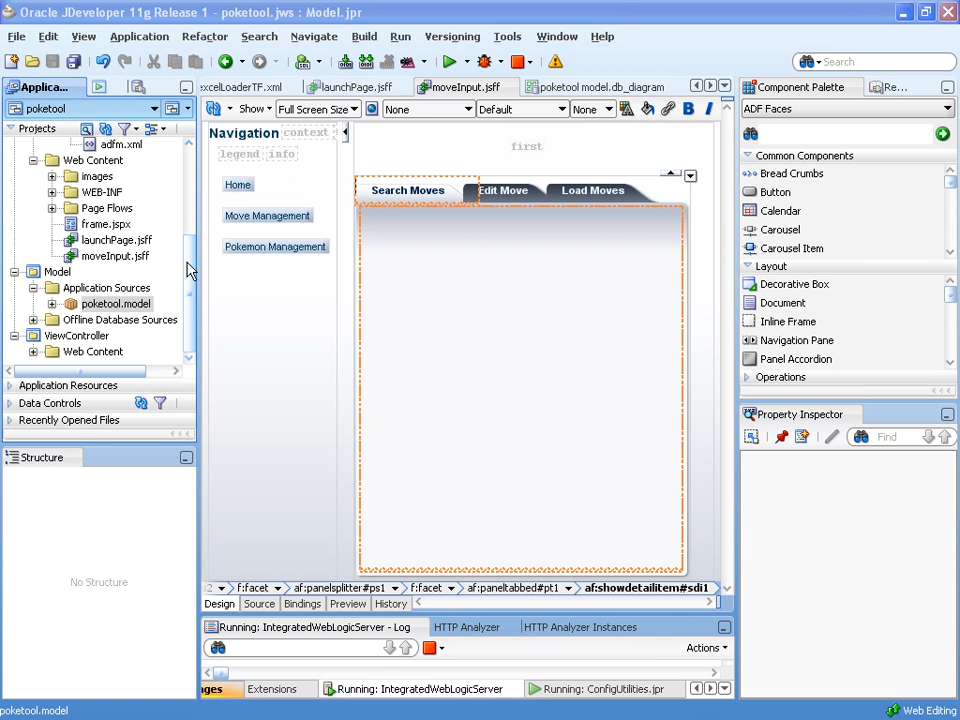 Oracle JDeveloper 11g Release 1 - poketool.jws : Model.jpr
File Edit View Application Refactor Search Navigate Build Run Versioning Tools Window Help
Search
Applica...
poketool
Projects
adfm.xml
Web Content
images
WEB-INF
Page Flows
frame.jspx
launchPage.jsff
moveInput.jsff
Model
Application Sources
poketool.model
Offline Database Sources
ViewController
Web Content
Application Resources
Data Controls
Recently Opened Files
Structure
No Structure
poketool.model
excelLoaderTF.xml launchPage.jsff moveInput.jsff poketool model.db_diagram
Show Full Screen Size None Default None B I
Navigation context
legend info
Home
Move Management
Pokemon Management
first
Search Moves Edit Move Load Moves
f:facet af:panelsplitter#ps1 f:facet af:paneltabbed#pt1 af:showdetailitem#sdi1
Design Source Bindings Preview History
Running: IntegratedWebLogicServer - Log HTTP Analyzer HTTP Analyzer Instances
Actions
ages Extensions Running: IntegratedWebLogicServer Running: ConfigUtilities.jpr
Component Palette Re...
ADF Faces
Common Components
Bread Crumbs
Button
Calendar
Carousel
Carousel Item
Layout
Decorative Box
Document
Inline Frame
Navigation Pane
Panel Accordion
Operations
Property Inspector
Find
Web Editing